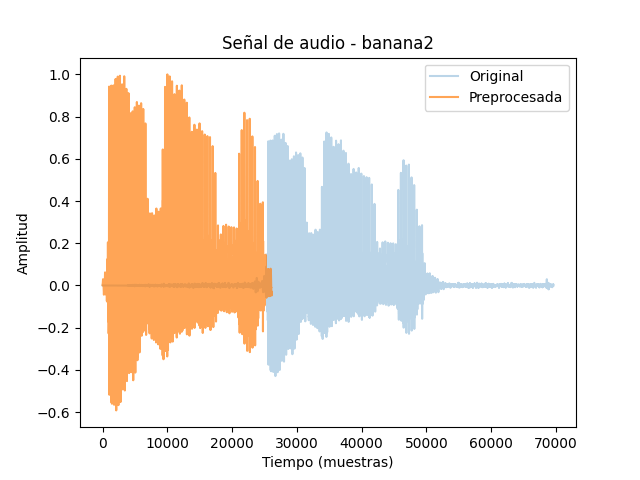 Señal de audio - banana2
Original
Preprocesada
Amplitud
1.0
0.8
0.6
0.4
0.2
0.0
−0.2
−0.4
−0.6
0 10000 20000 30000 40000 50000 60000 70000
Tiempo (muestras)